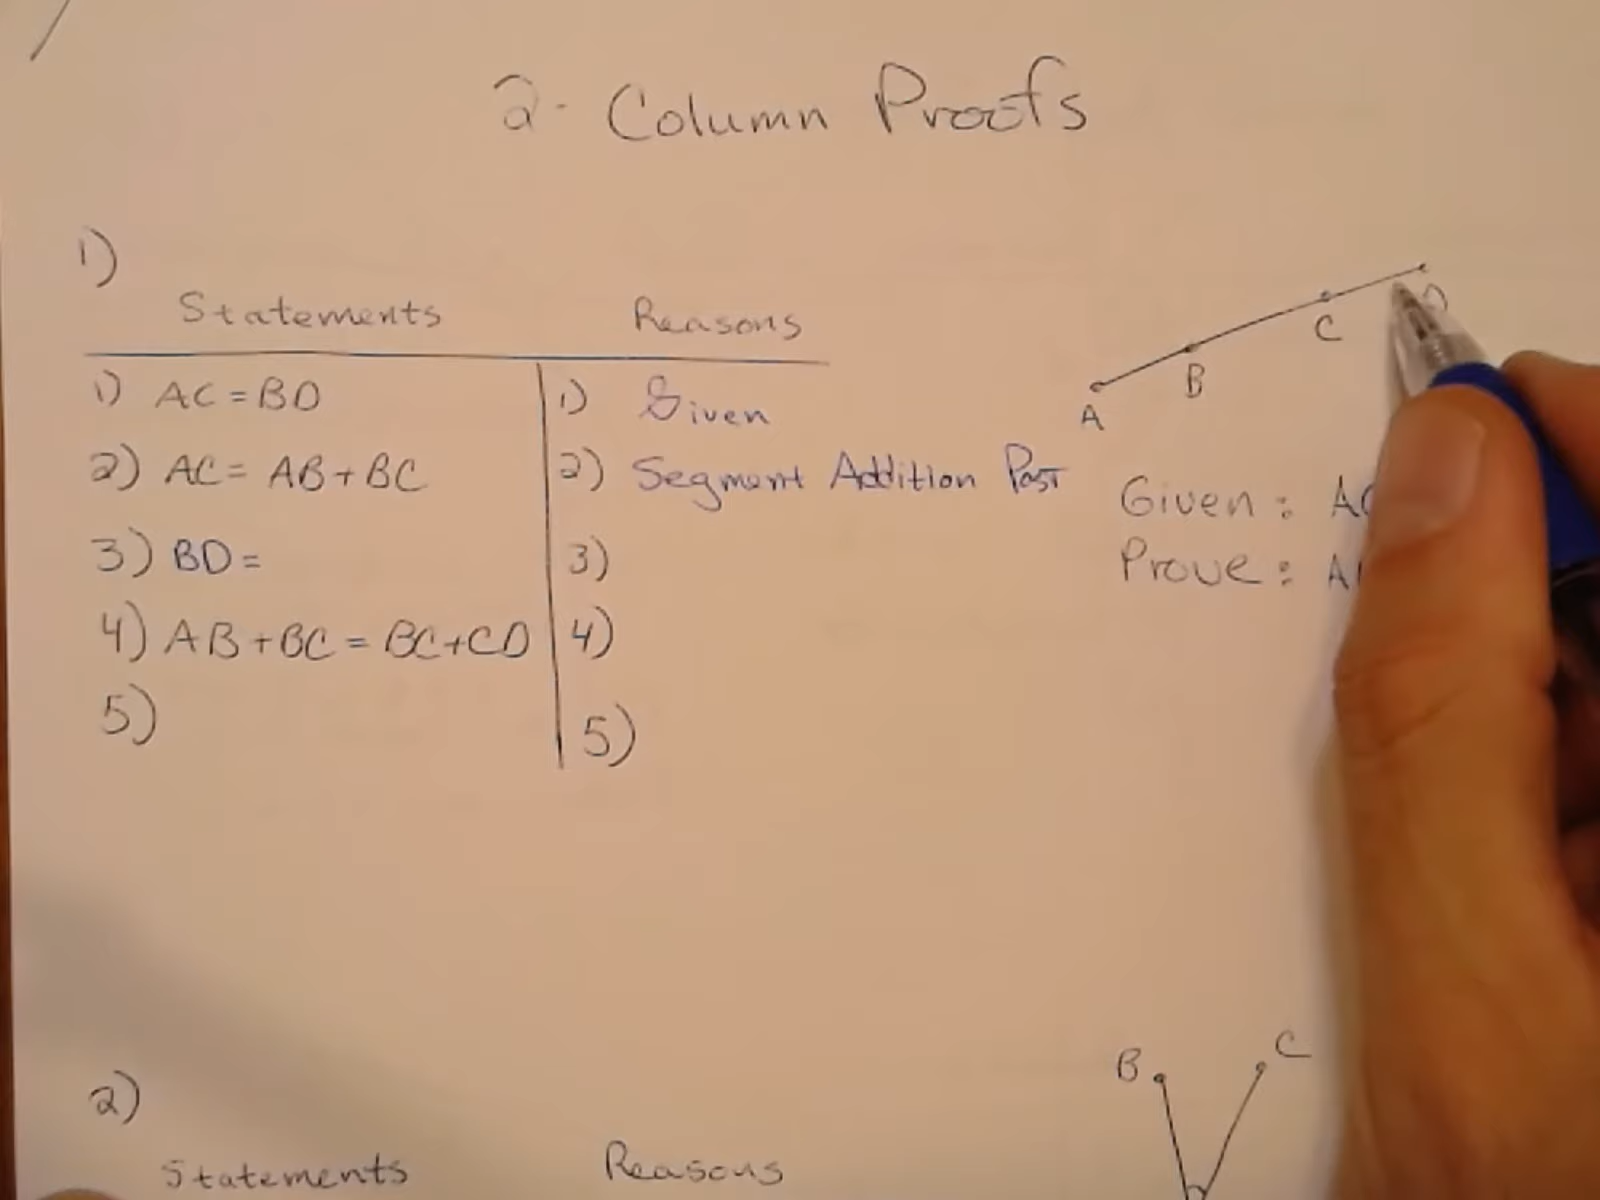 2- Column Proofs
1)
Statements Reasons
1) AC = BD 1) Given
2) AC = AB + BC 2) Segment Addition Post
3) BD = 3)
4) AB + BC = BC + CD 4)
5) 5)
A B C D
Given :
Prove :
2)
Statements Reasons
B C